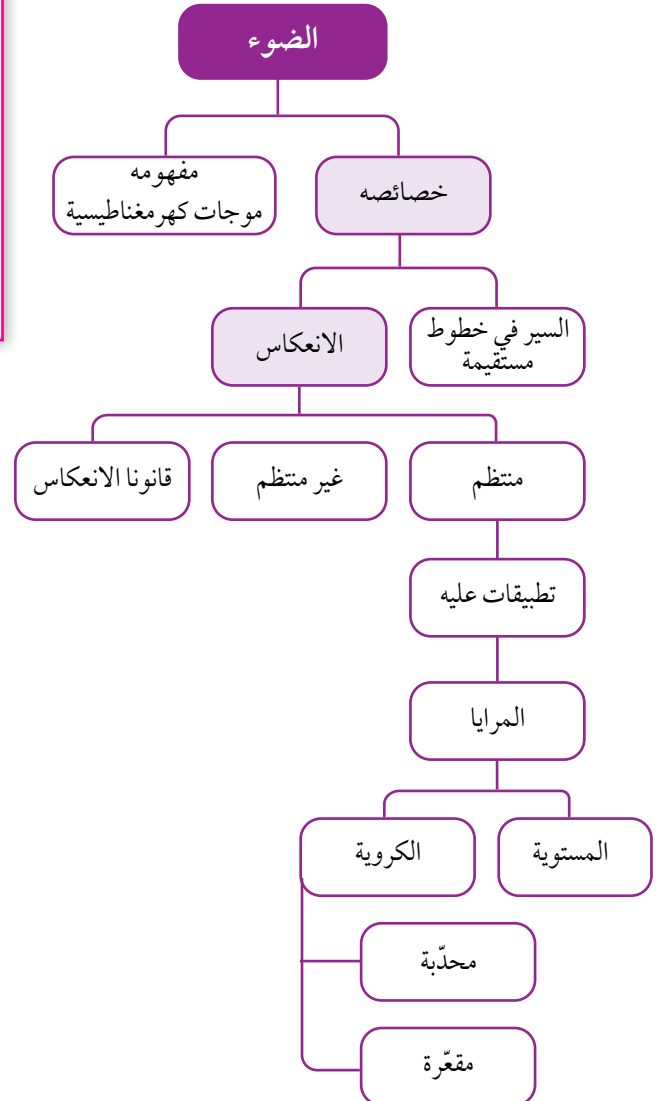 الضوء
خصائصه
مفهومه
موجات كهرمغناطيسية
السير في خطوط
مستقيمة
الانعكاس
منتظم
غير منتظم
قانونا الانعكاس
تطبيقات عليه
المرايا
المستوية
الكروية
محدّبة
مقعّرة